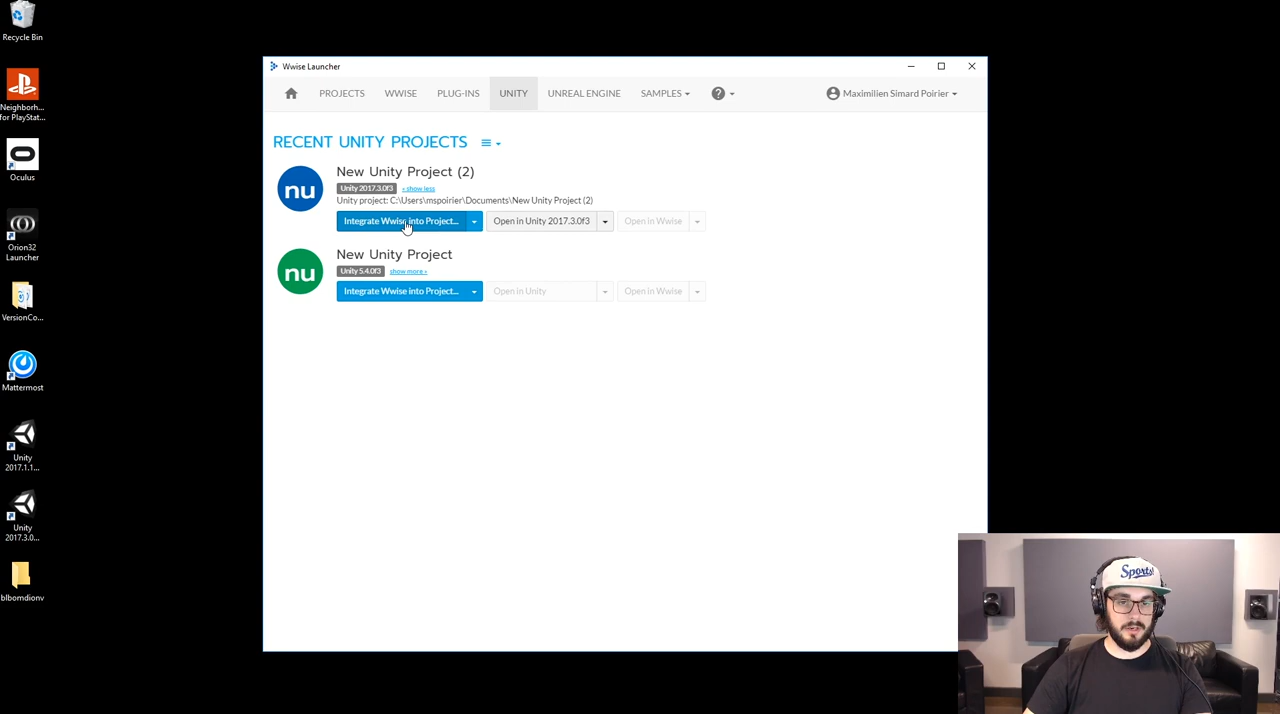 Recycle Bin
Neighborh...
for PlayStat...
Oculus
Orion32
Launcher
VersionCo...
Mattermost
Unity
2017.1.1...
Unity
2017.3.0...
blbomdionv
Wwise Launcher
PROJECTS WWISE PLUG-INS UNITY UNREAL ENGINE SAMPLES ? Maximilien Simard Poirier
RECENT UNITY PROJECTS
nu
New Unity Project (2)
Unity 2017.3.0f3 « show less
Unity project: C:\Users\mspoirier\Documents\New Unity Project (2)
Integrate Wwise into Project... Open in Unity 2017.3.0f3 Open in Wwise
nu
New Unity Project
Unity 5.4.0f3 show more »
Integrate Wwise into Project... Open in Unity Open in Wwise
Sports!